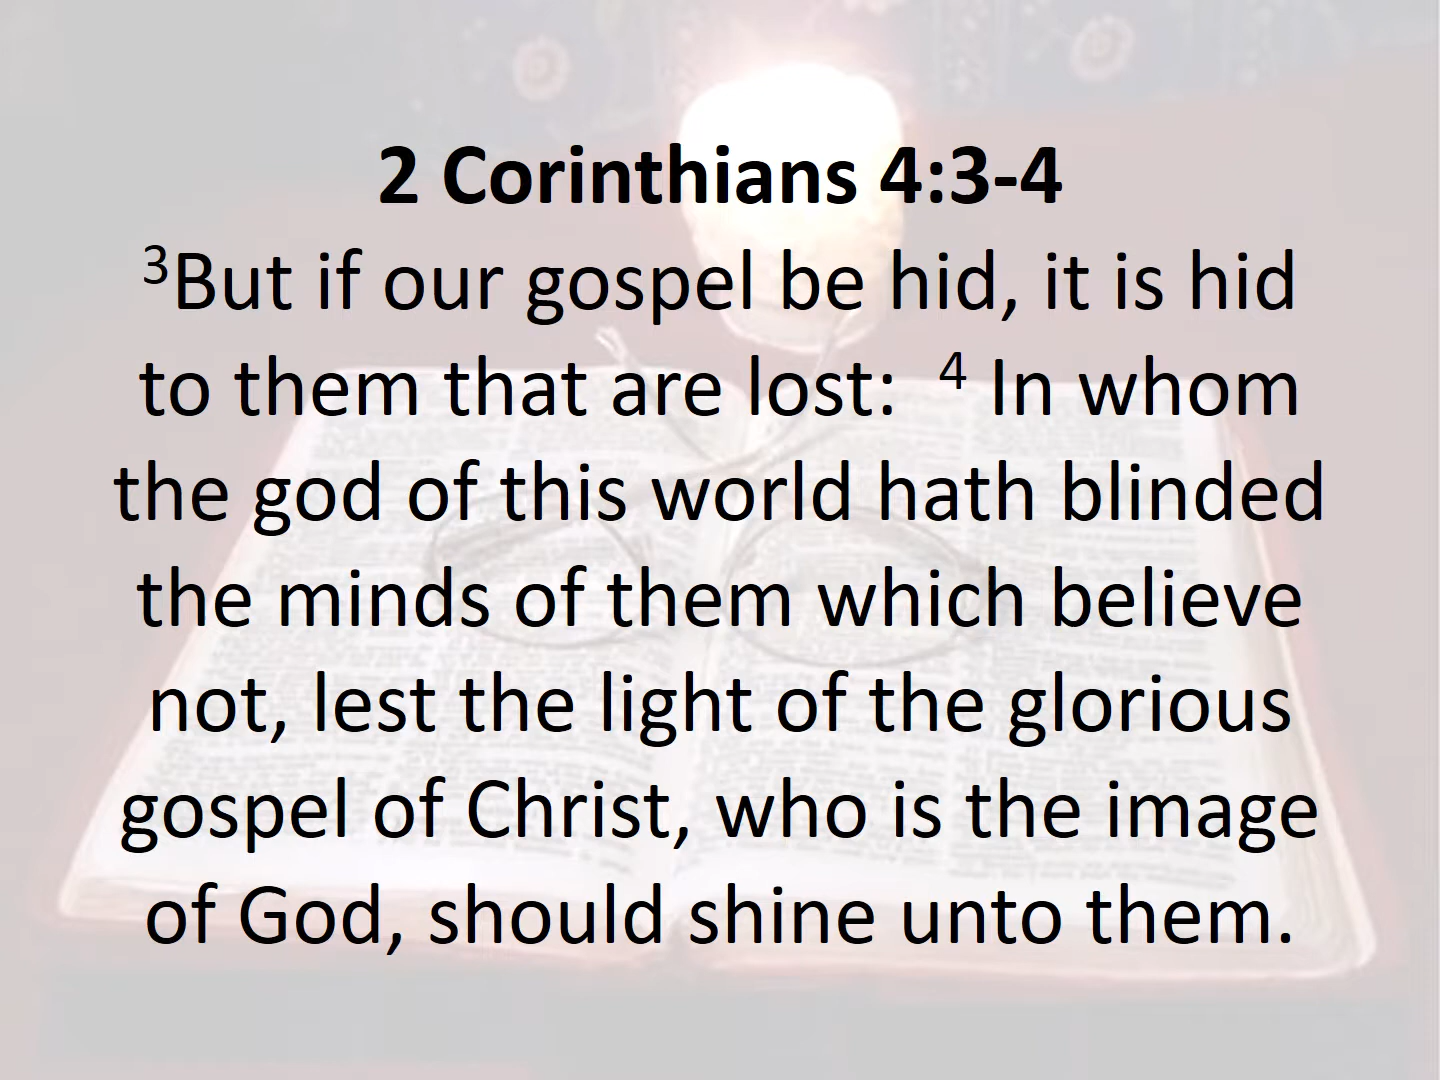 2 Corinthians 4:3-4
³But if our gospel be hid, it is hid
to them that are lost: ⁴ In whom
the god of this world hath blinded
the minds of them which believe
not, lest the light of the glorious
gospel of Christ, who is the image
of God, should shine unto them.